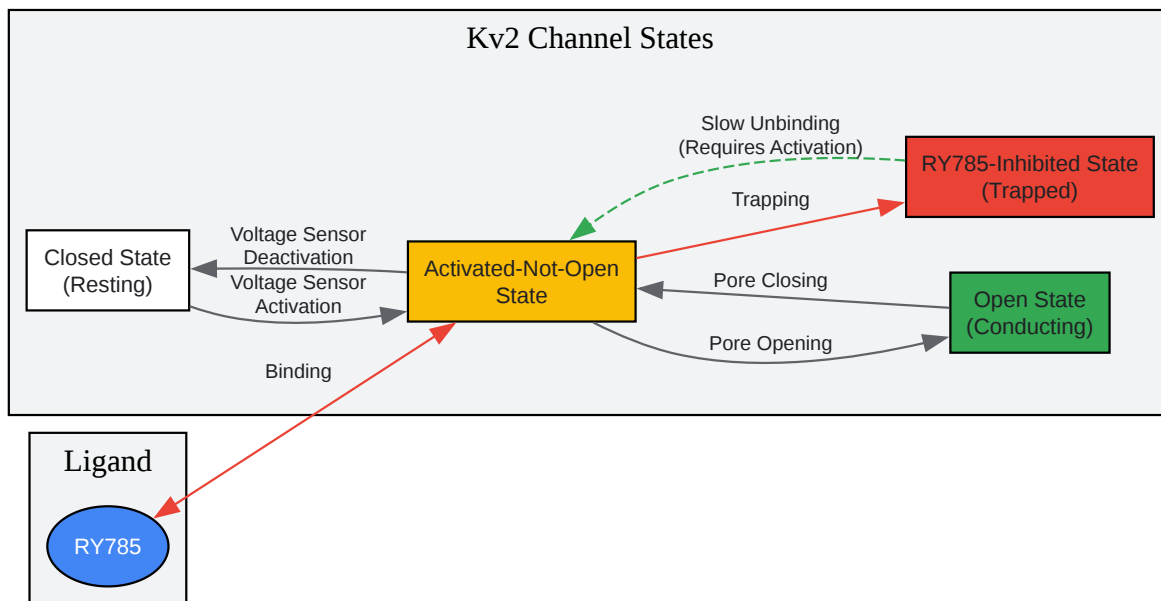 Kv2 Channel States
Slow Unbinding
(Requires Activation)
RY785-Inhibited State
(Trapped)
Trapping
Voltage Sensor
Deactivation
Closed State
(Resting)
Voltage Sensor
Activation
Activated-Not-Open
State
Pore Closing
Open State
(Conducting)
Pore Opening
Binding
Ligand
RY785